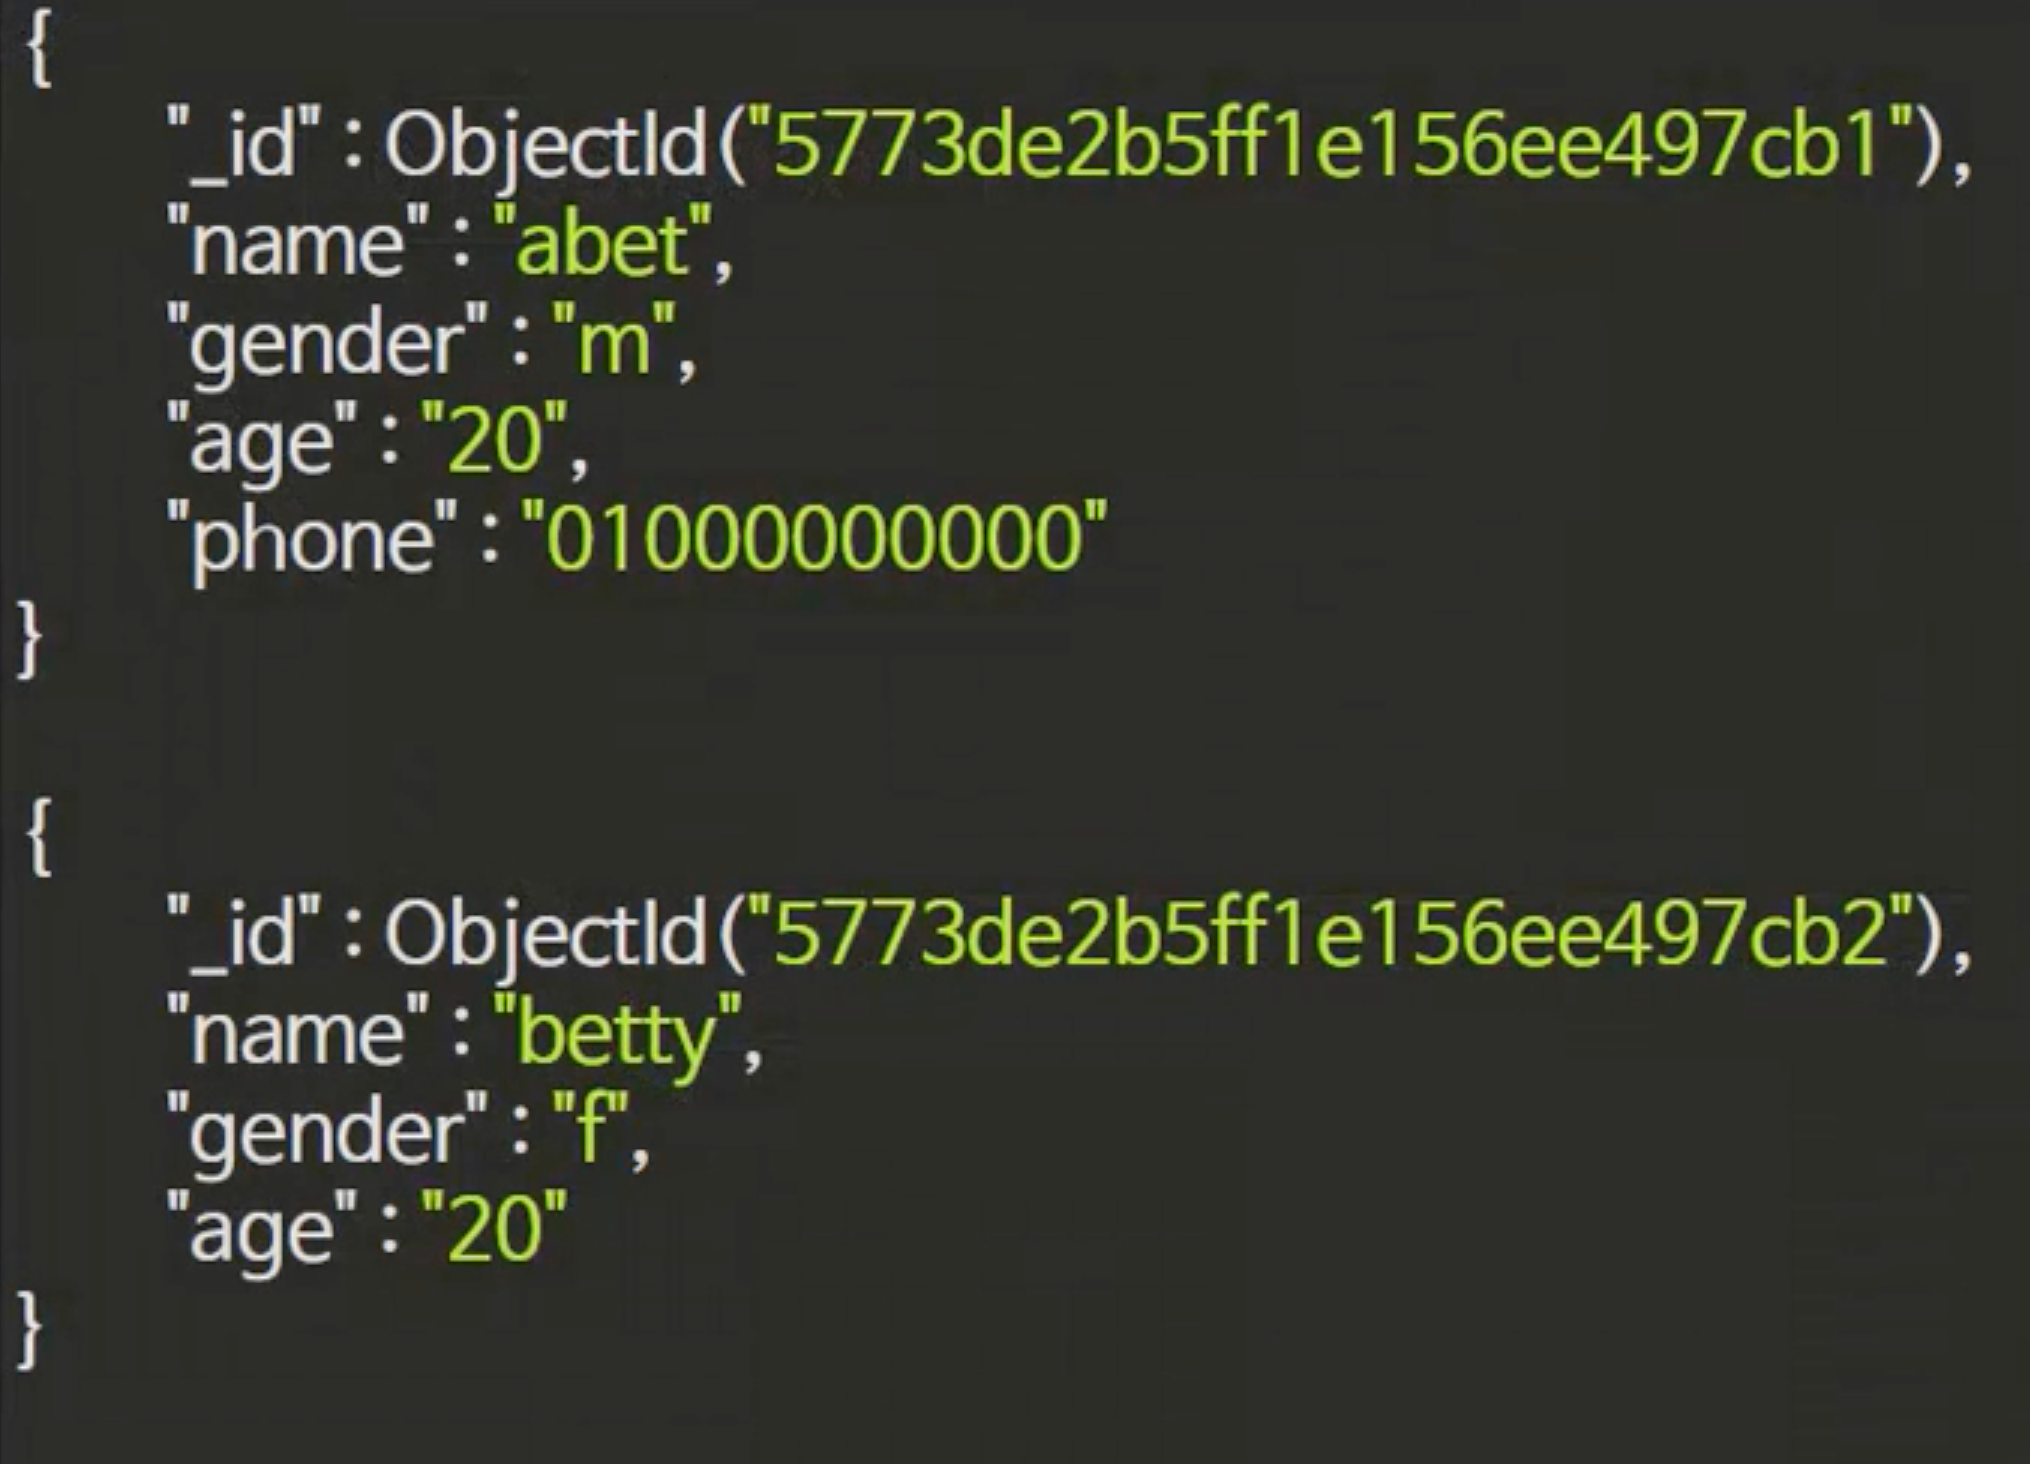 {
"_id":ObjectId("5773de2b5ff1e156ee497cb1"),
"name":"abet",
"gender":"m",
"age":"20",
"phone":"01000000000"
}
{
"_id":ObjectId("5773de2b5ff1e156ee497cb2"),
"name":"betty",
"gender":"f",
"age":"20"
}